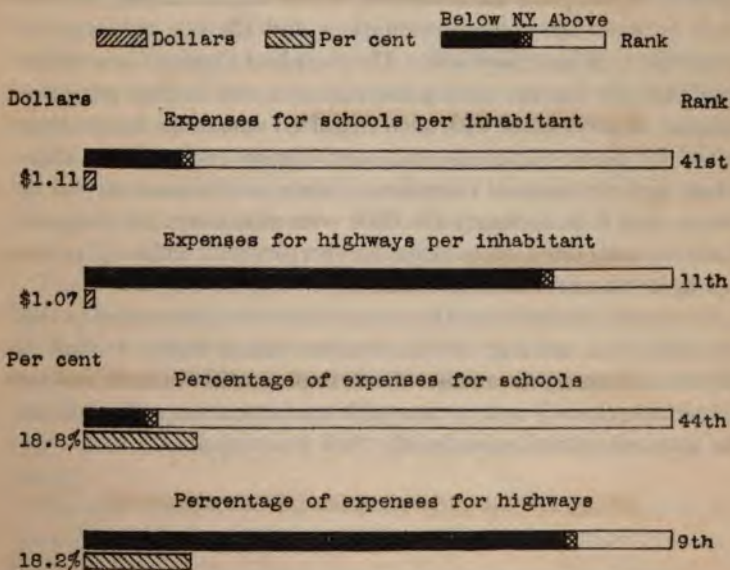 Below N.Y. Above
Dollars Per cent Rank
Dollars Rank
Expenses for schools per inhabitant
41st
$1.11
Expenses for highways per inhabitant
11th
$1.07
Per cent
Percentage of expenses for schools
44th
18.8%
Percentage of expenses for highways
9th
18.2%